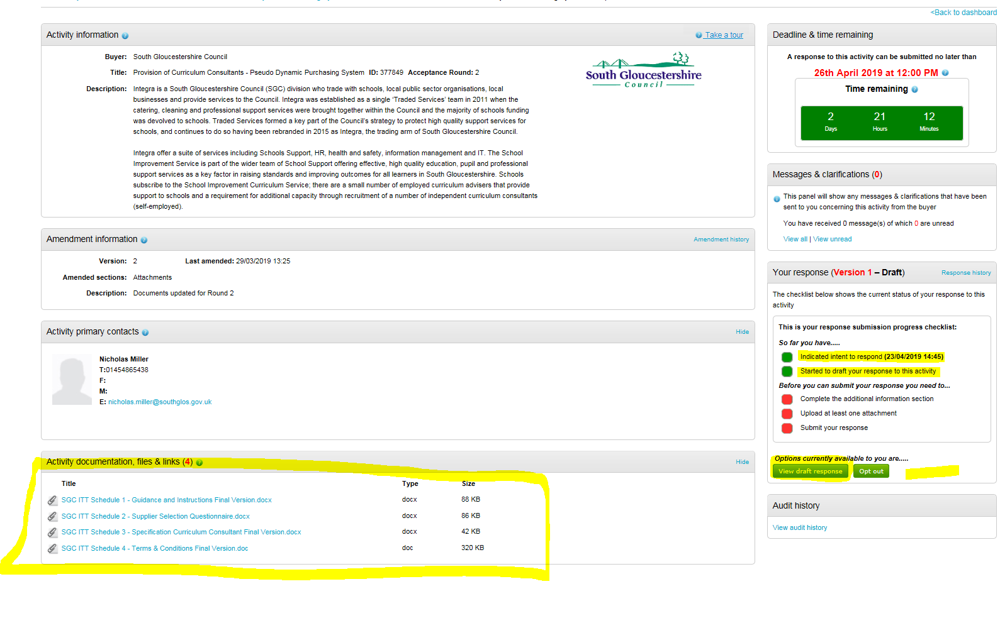 <Back to dashboard
Activity information
Take a tour
Buyer: South Gloucestershire Council
Title: Provision of Curriculum Consultants - Pseudo Dynamic Purchasing System ID: 377849 Acceptance Round: 2
Description: Integra is a South Gloucestershire Council (SGC) division who trade with schools, local public sector organisations, local
businesses and provide services to the Council. Integra was established as a single 'Traded Services' team in 2011 when the
catering, cleaning and professional support services were brought together within the Council and the majority of schools funding
was devolved to schools. Traded Services formed a key part of the Council's strategy to protect high quality support services for
schools, and continues to do so having been rebranded in 2015 as Integra, the trading arm of South Gloucestershire Council.
Integra offer a suite of services including Schools Support, HR, health and safety, information management and IT. The School
Improvement Service is part of the wider team of School Support offering effective, high quality education, pupil and professional
support services as a key factor in raising standards and improving outcomes for all learners in South Gloucestershire. Schools
subscribe to the School Improvement Curriculum Service; there are a small number of employed curriculum advisers that provide
support to schools and a requirement for additional capacity through recruitment of a number of independent curriculum consultants
(self-employed).
South Gloucestershire
Council
Amendment information
Amendment history
Version: 2 Last amended: 29/03/2019 13:25
Amended sections: Attachments
Description: Documents updated for Round 2
Activity primary contacts
Hide
Nicholas Miller
T:01454865438
F:
M:
E: nicholas.miller@southglos.gov.uk
Activity documentation, files & links (4)
Hide
Title Type Size
SGC ITT Schedule 1 - Guidance and Instructions Final Version.docx docx 88 KB
SGC ITT Schedule 2 - Supplier Selection Questionnaire.docx docx 86 KB
SGC ITT Schedule 3 - Specification Curriculum Consultant Final Version.docx docx 42 KB
SGC ITT Schedule 4 - Terms & Conditions Final Version.doc doc 320 KB
Deadline & time remaining
A response to this activity can be submitted no later than
26th April 2019 at 12:00 PM
Time remaining
2 21 12
Days Hours Minutes
Messages & clarifications (0)
This panel will show any messages & clarifications that have been
sent to you concerning this activity from the buyer
You have received 0 message(s) of which 0 are unread
View all | View unread
Your response (Version 1 – Draft)
Response history
The checklist below shows the current status of your response to this
activity
This is your response submission progress checklist:
So far you have.....
Indicated intent to respond (23/04/2019 14:45)
Started to draft your response to this activity
Before you can submit your response you need to...
Complete the additional information section
Upload at least one attachment
Submit your response
Options currently available to you are.....
View draft response Opt out
Audit history
View audit history